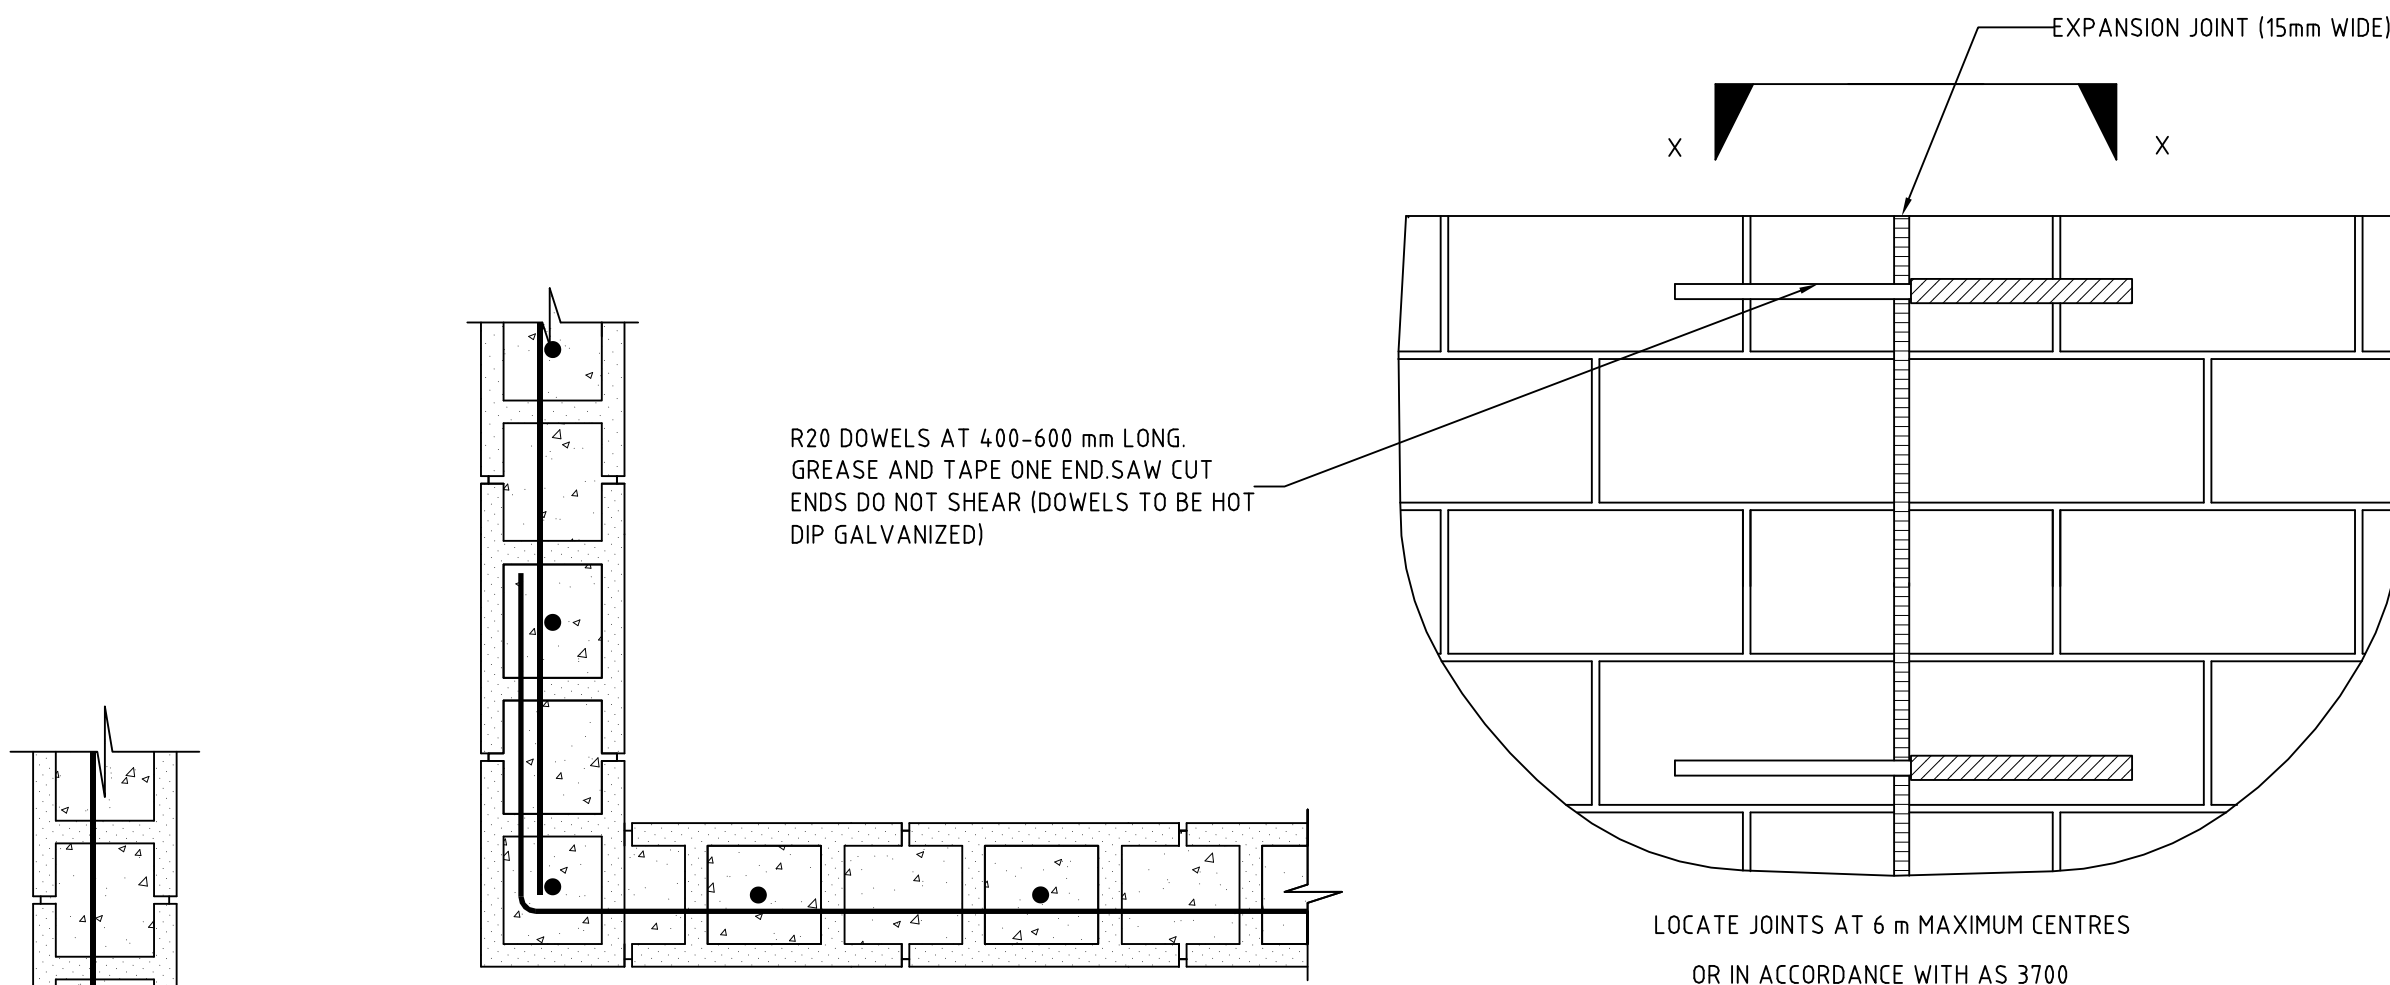 EXPANSION JOINT (15mm WIDE)
X X
R20 DOWELS AT 400-600 mm LONG.
GREASE AND TAPE ONE END.SAW CUT
ENDS DO NOT SHEAR (DOWELS TO BE HOT
DIP GALVANIZED)
LOCATE JOINTS AT 6 m MAXIMUM CENTRES
OR IN ACCORDANCE WITH AS 3700